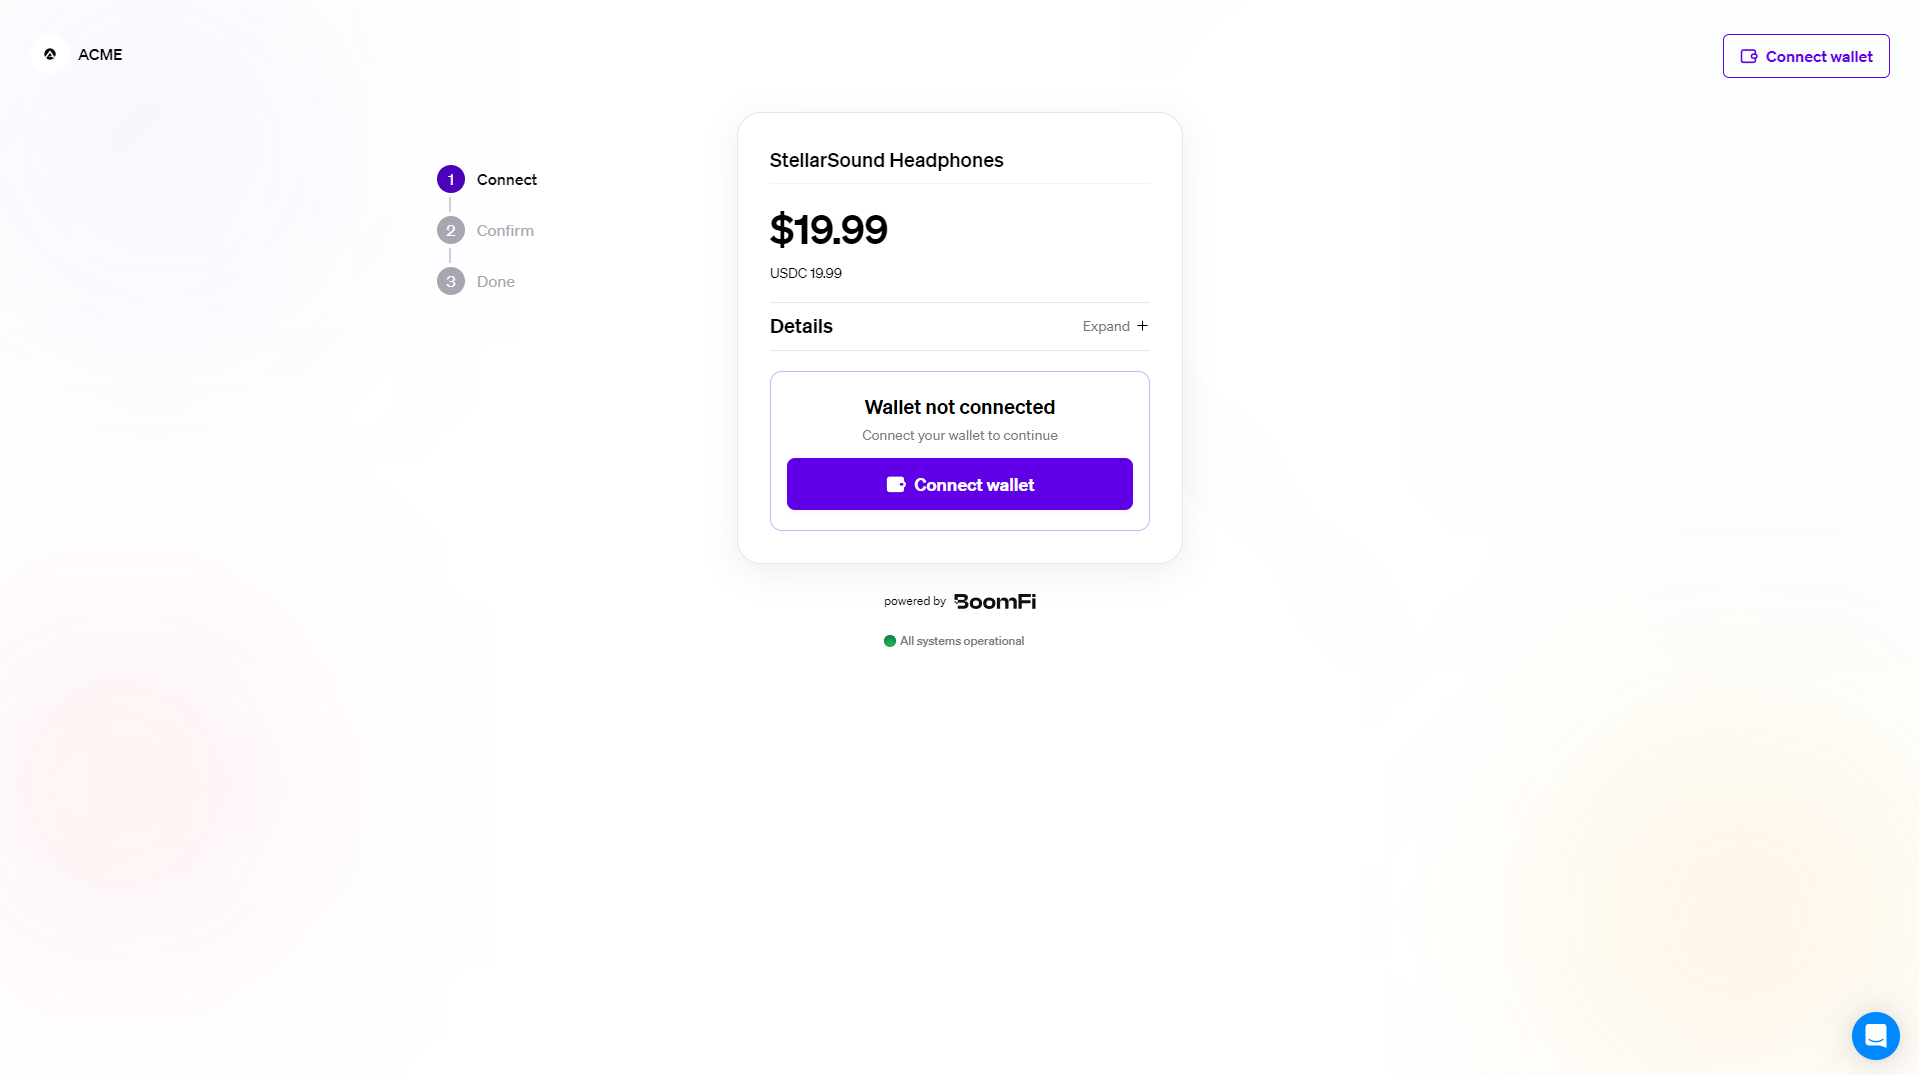 ACME
Connect wallet
1 Connect
2 Confirm
3 Done
StellarSound Headphones
$19.99
USDC 19.99
Details
Expand +
Wallet not connected
Connect your wallet to continue
Connect wallet
powered by BoomFi
All systems operational